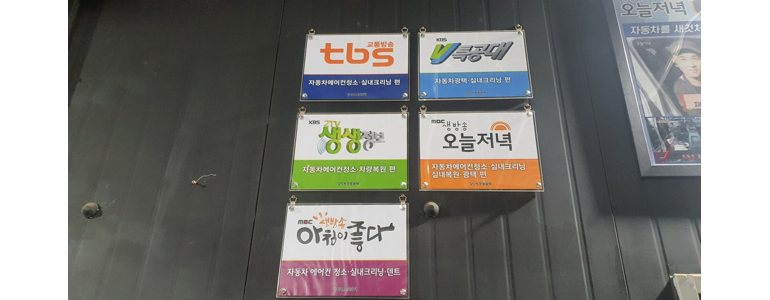 교통방송
tbs
자동차에어컨청소·실내크리닝 편
KBS
V특공대
자동차광택·실내크리닝 편
KBS
생생정보
자동차에어컨청소·차량복원 편
MBC
생방송
오늘저녁
자동차에어컨청소·실내크리닝
실내복원·광택 편
MBC
생방송
아침이 좋다
자동차 에어컨 청소·실내크리닝·덴트
오늘저녁
자동차를 새것처